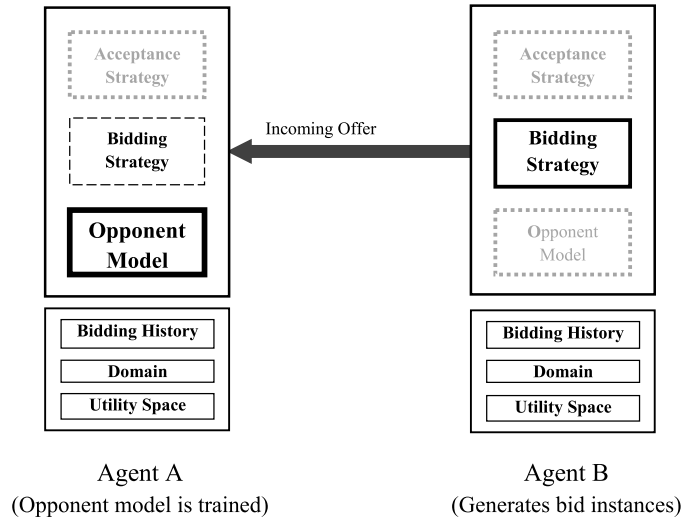 Acceptance
Strategy
Bidding
Strategy
Opponent
Model
Bidding History
Domain
Utility Space
Agent A
(Opponent model is trained)
Incoming Offer
Acceptance
Strategy
Bidding
Strategy
Opponent
Model
Bidding History
Domain
Utility Space
Agent B
(Generates bid instances)